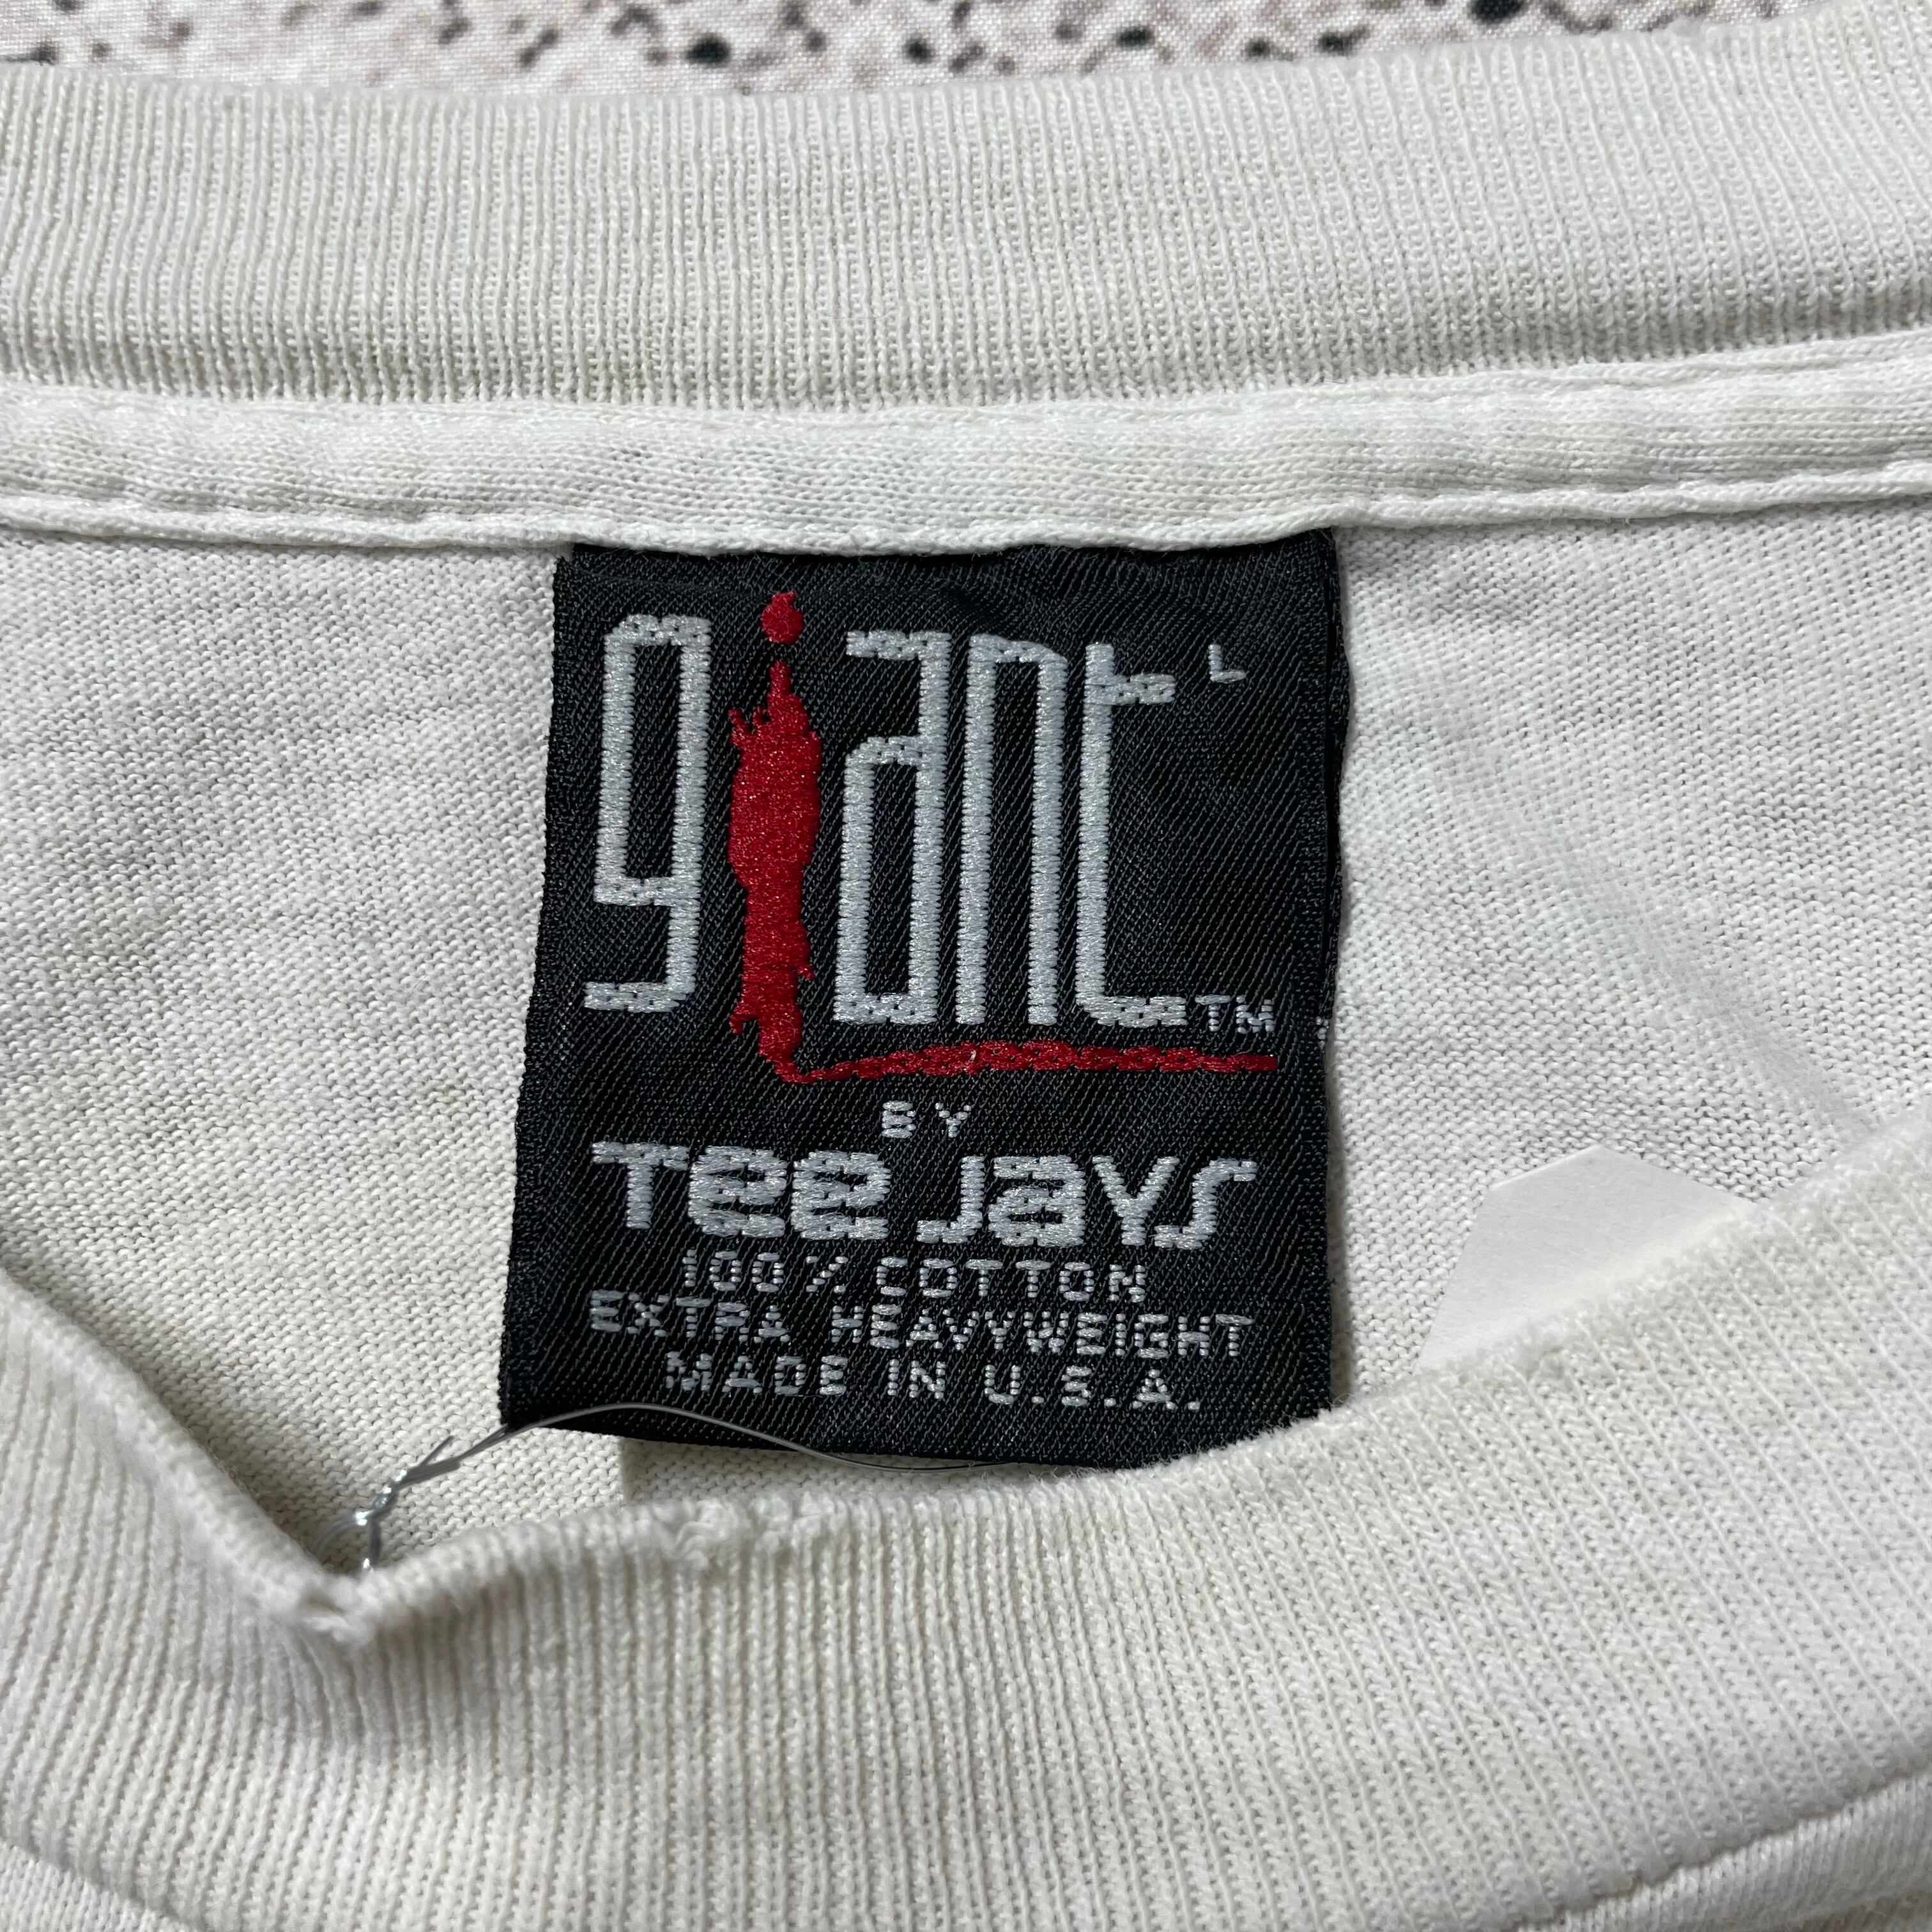 giant L
TM
BY
Tee Jays
100% COTTON
EXTRA HEAVYWEIGHT
MADE IN U.S.A.